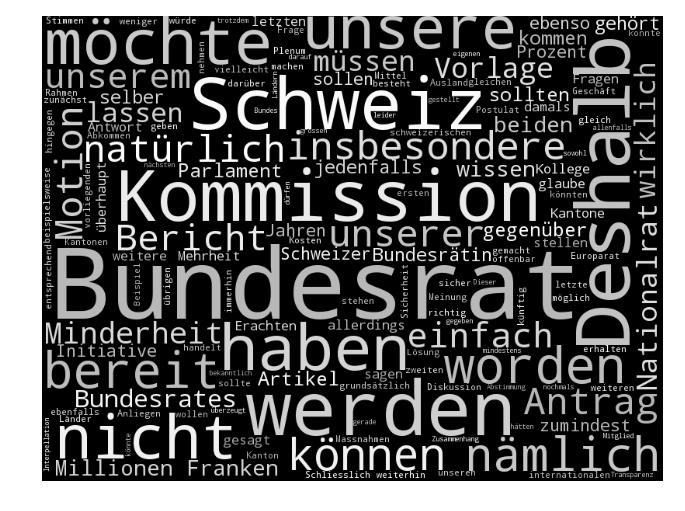 Stimmen
weniger
würde
trotzdem
letzten
Frage
unsere
ebenso
gehört
möchte
kommen
könnte
Plenum
darauf
eigenen
nehmen
vielleicht
darüber
machen
müssen
Vorlage
Prozent
unserem
Ländern
Mittel
besteht
Auslandgleichen
Fragen
Rahmen
zunächst
selber
Schweiz
sollen
Postulat
sollten
damals
Geschäft
hingegen
lassen
Bundes
gestellt
leider
beiden
gleich
allenfalls
Antwort
geben
Abkommen
grossen
schweizerischen
Deshalb
wirklich
Motion
natürlich
insbesondere
sowohl
vorliegenden
überhaupt
nächsten
Parlament
jedenfalls
wissen
Kollege
glaube
Kommission
dürfen
ersten
könnten
Kantone
beispielsweise
entsprechend
Kantonen
Bericht
Jahren
Kosten
unserer
gegenüber
stellen
Nationalrat
weitere
Mehrheit
Schweizer
Bundesrätin
gemacht
offenbar
Europarat
Beispiel
übrigen
immerhin
Bundesrat
Sicherheit
sicher
Dieser
Meinung
letzte
möglich
stehen
richtig
gegeben
künftig
Minderheit
Erachten
allerdings
einfach
Initiative
handelt
haben
Lösung
mindestens
erhalten
bereit
bekanntlich
sollte
sagen
zweiten
worden
Artikel
grundsätzlich
Diskussion
Abstimmung
nochmals
weiteren
Bundesrates
werden
Antrag
ebenfalls
Länder
Anliegen
wollen
überzeugt
gerade
hätten
Mitglied
nicht
gesagt
Massnahmen
Zusammenhang
zumindest
Interpellation
könnte
Kanton
können
nämlich
Millionen Franken
Schliesslich
weiterhin
unseren
internationalen
Transparenz